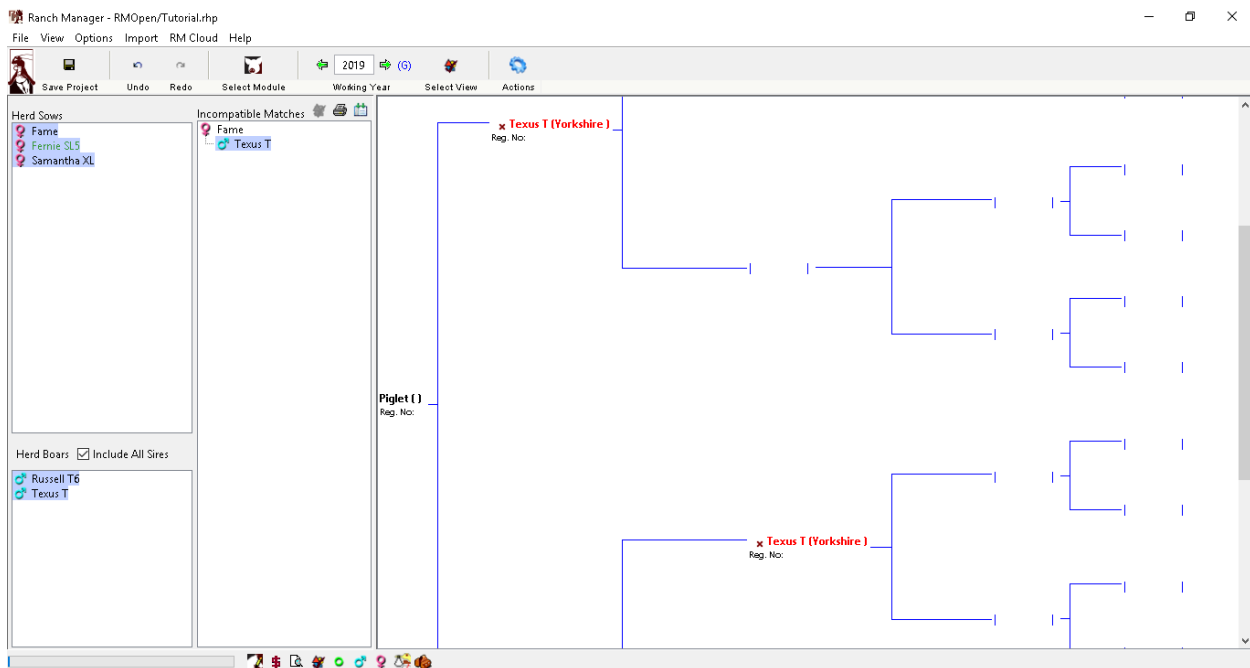 Ranch Manager - RMOpen/Tutorial.rhp
File View Options Import RM Cloud Help
2019 (G)
Save Project Undo Redo Select Module Working Year Select View Actions
Herd Sows
Fame
Fernie SL5
Samantha XL
Herd Boars Include All Sires
Russell T6
Texus T
Incompatible Matches
Fame
Texus T
Texus T (Yorkshire )
Reg. No:
Piglet ( )
Reg. No:
Texus T (Yorkshire )
Reg. No: